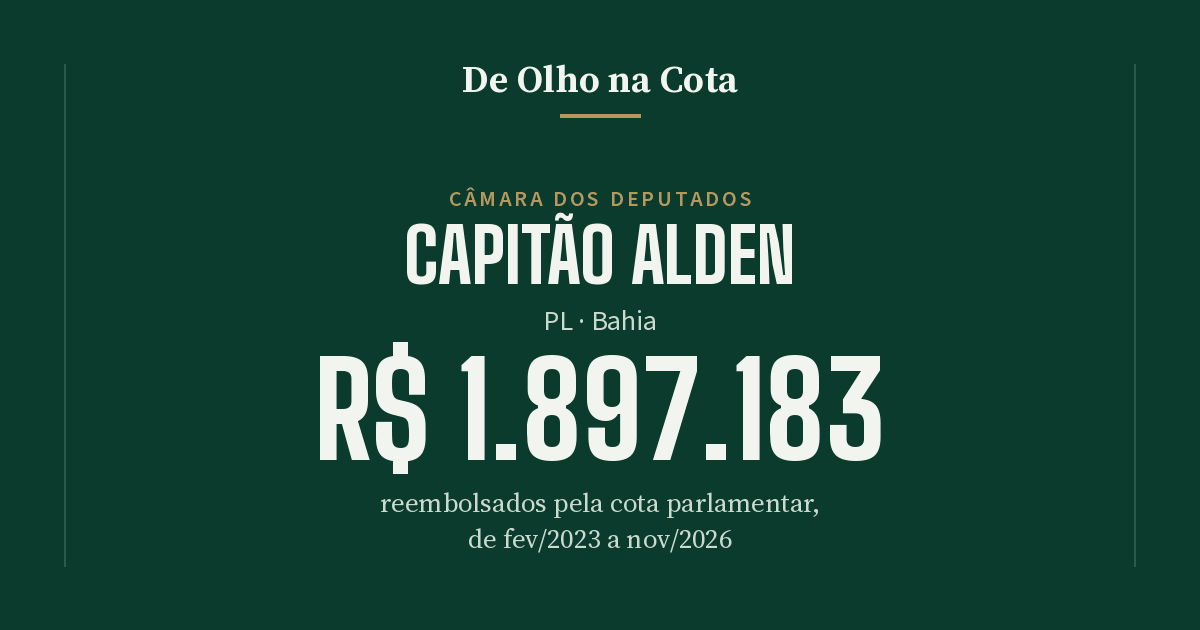 De Olho na Cota
CÂMARA DOS DEPUTADOS
CAPITÃO ALDEN
PL · Bahia
R$ 1.897.183
reembolsados pela cota parlamentar,
de fev/2023 a nov/2026